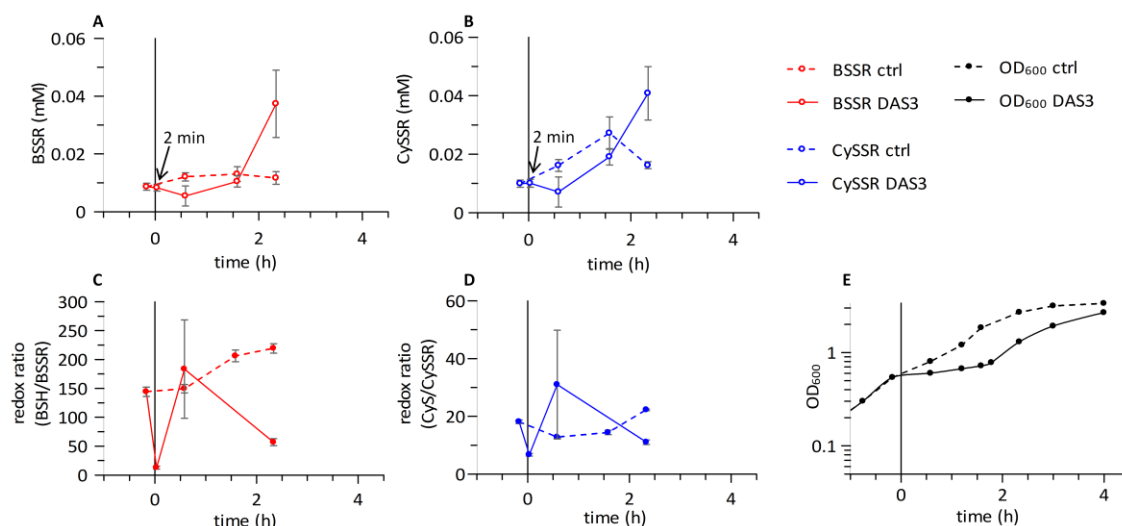 A
0.06
0.04
0.02
0
BSSR (mM)
2 min
0
2
4
time (h)
B
0.06
0.04
0.02
0
CySSR (mM)
2 min
0
2
4
time (h)
BSSR ctrl
BSSR DAS3
CySSR ctrl
CySSR DAS3
OD600 ctrl
OD600 DAS3
C
300
250
200
150
100
50
0
redox ratio
(BSH/BSSR)
0
2
4
time (h)
D
60
40
20
0
redox ratio
(CyS/CySSR)
0
2
4
time (h)
E
1
0.1
OD600
0
2
4
time (h)